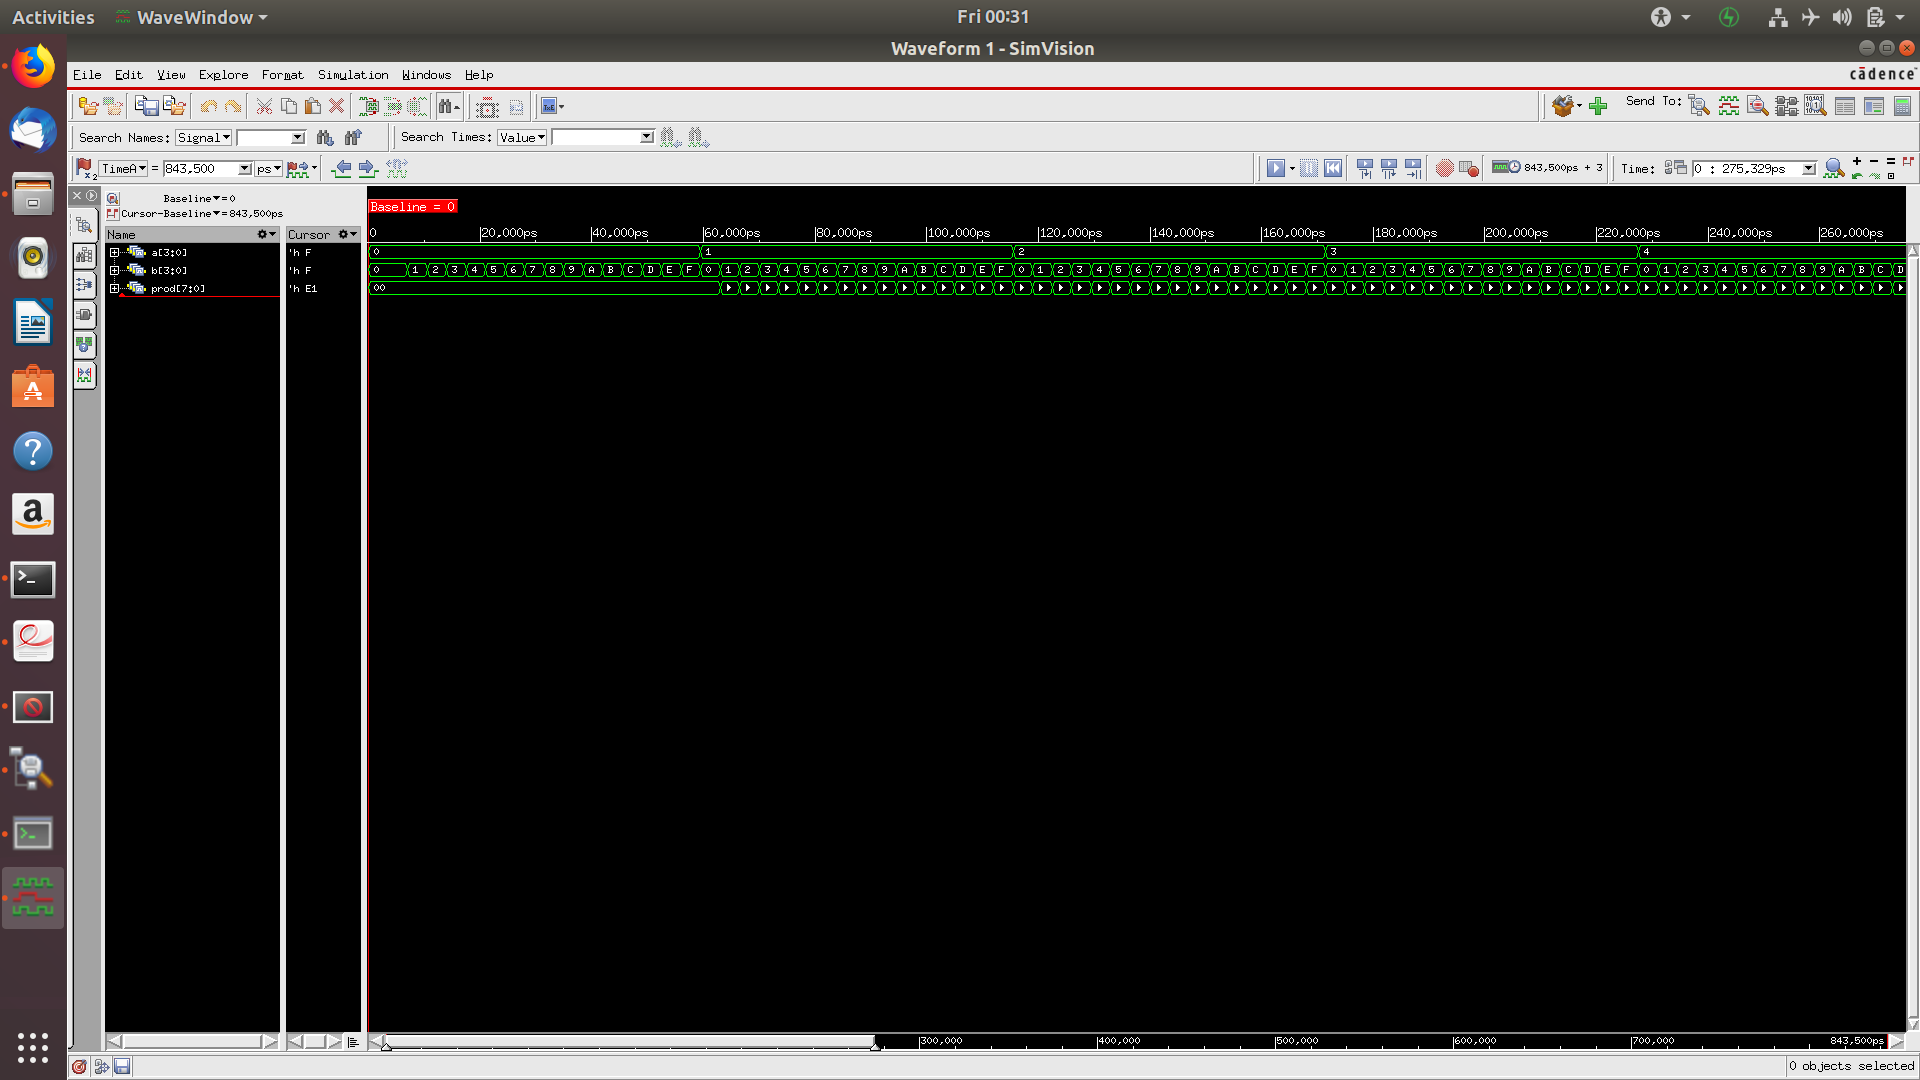 Activities WaveWindow Fri 00:31
Waveform 1 - SimVision
File Edit View Explore Format Simulation Windows Help cādence
Send To:
Search Names: Signal Search Times: Value
TimeA = 843,500 ps 843,500ps + 3 Time: 0 : 275,329ps
Baseline = 0
Cursor-Baseline = 843,500ps
Baseline = 0
Name Cursor 0 20,000ps 40,000ps 60,000ps 80,000ps 100,000ps 120,000ps 140,000ps 160,000ps 180,000ps 200,000ps 220,000ps 240,000ps 260,000ps
a[3:0] 'h F 0 1 2 3 4
b[3:0] 'h F 0 1 2 3 4 5 6 7 8 9 A B C D E F 0 1 2 3 4 5 6 7 8 9 A B C D E F 0 1 2 3 4 5 6 7 8 9 A B C D E F 0 1 2 3 4 5 6 7 8 9 A B C D E F 0 1 2 3 4 5 6 7 8 9 A B C D
prod[7:0] 'h E1 00
300,000 400,000 500,000 600,000 700,000 843,500ps
0 objects selected